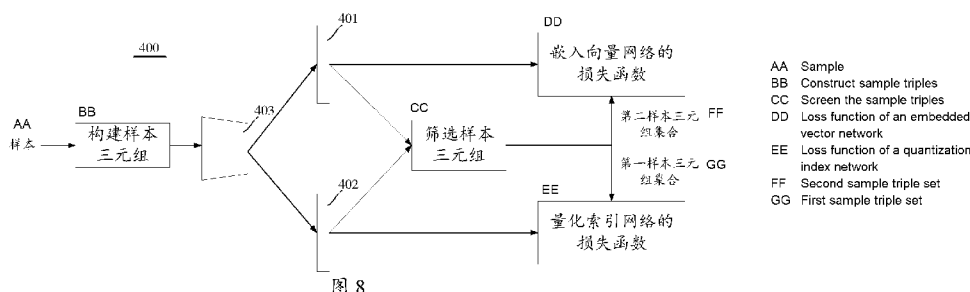 400
401
DD
嵌入向量网络的
损失函数
403
AA
样本
BB
构建样本
三元组
CC
筛选样本
三元组
第二样本三元
组集合
FF
第一样本三元
组集合
GG
402
EE
量化索引网络的
损失函数
图 8
AA Sample
BB Construct sample triples
CC Screen the sample triples
DD Loss function of an embedded
vector network
EE Loss function of a quantization
index network
FF Second sample triple set
GG First sample triple set